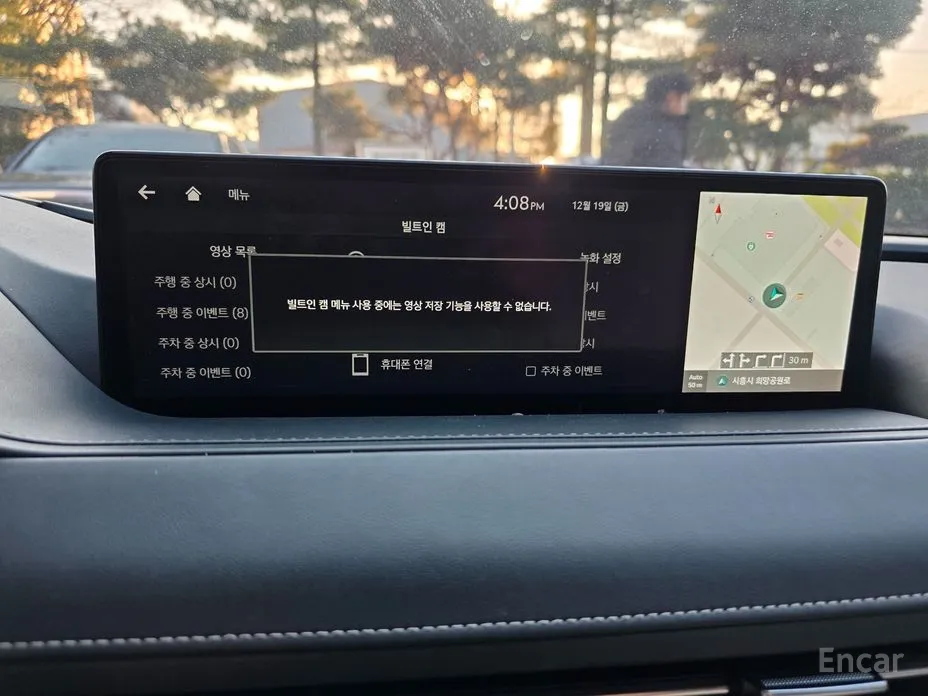 메뉴
4:08PM
12월 19일 (금)
빌트인 캠
영상 목록
녹화 설정
주행 중 상시 (0)
주행 중 이벤트 (8)
주차 중 상시 (0)
주차 중 이벤트 (0)
빌트인 캠 메뉴 사용 중에는 영상 저장 기능을 사용할 수 없습니다.
휴대폰 연결
주차 중 이벤트
30 m
Auto
50 m
시흥시 희망공원로
Encar